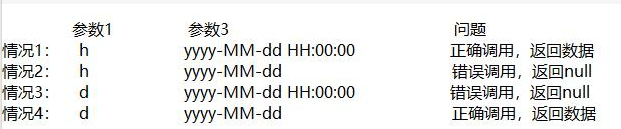 参数1 参数3 问题
情况1： h yyyy-MM-dd HH:00:00 正确调用，返回数据
情况2： h yyyy-MM-dd 错误调用，返回null
情况3： d yyyy-MM-dd HH:00:00 错误调用，返回null
情况4： d yyyy-MM-dd 正确调用，返回数据